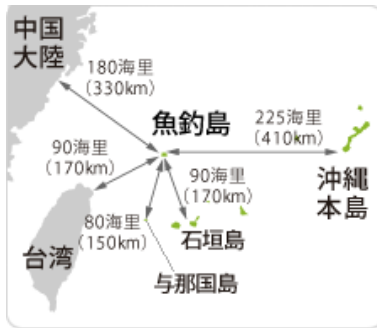 中国
大陸
180海里
(330km)
魚釣島
225海里
(410km)
90海里
(170km)
90海里
(170km)
沖縄
本島
80海里
(150km)
石垣島
台湾
与那国島